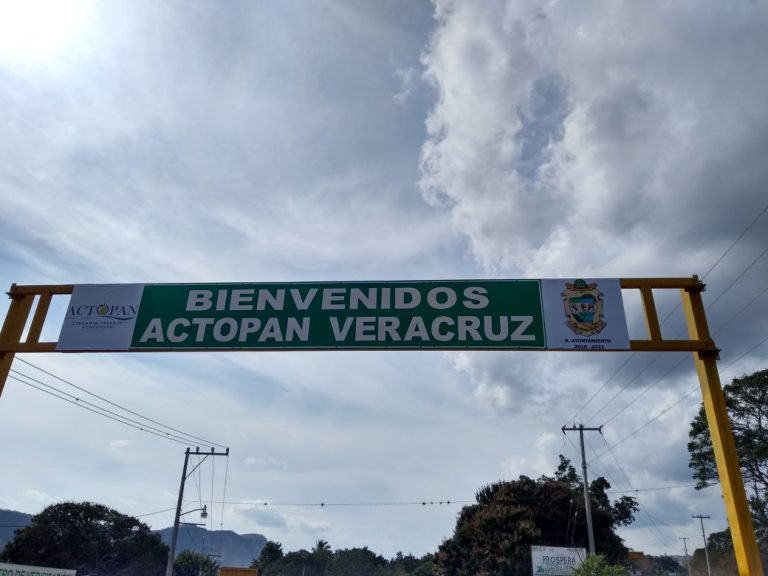 ACTOPAN
BIENVENIDOS
ACTOPAN VERACRUZ
H. AYUNTAMIENTO
2018 - 2021
PROSPERA